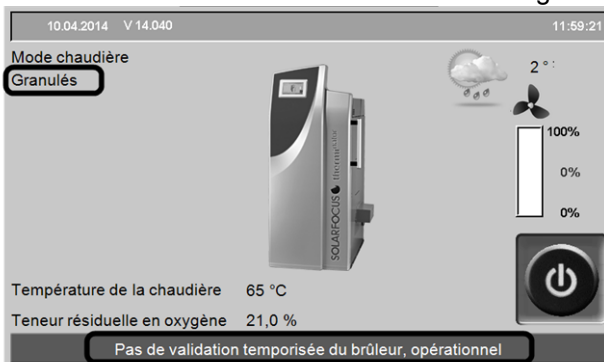 10.04.2014 V 14.040 11:59:21
Mode chaudière
Granulés
2 °
100%
0%
0%
SOLARFOCUS
Température de la chaudière 65 °C
Teneur résiduelle en oxygène 21,0 %
Pas de validation temporisée du brûleur, opérationnel